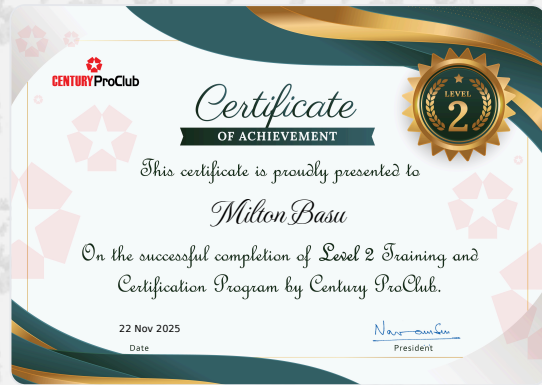 CENTURY ProClub
LEVEL
2
Certificate
OF ACHIEVEMENT
This certificate is proudly presented to
Milton Basu
On the successful completion of Level 2 Training and
Certification Program by Century ProClub.
22 Nov 2025
Date
President